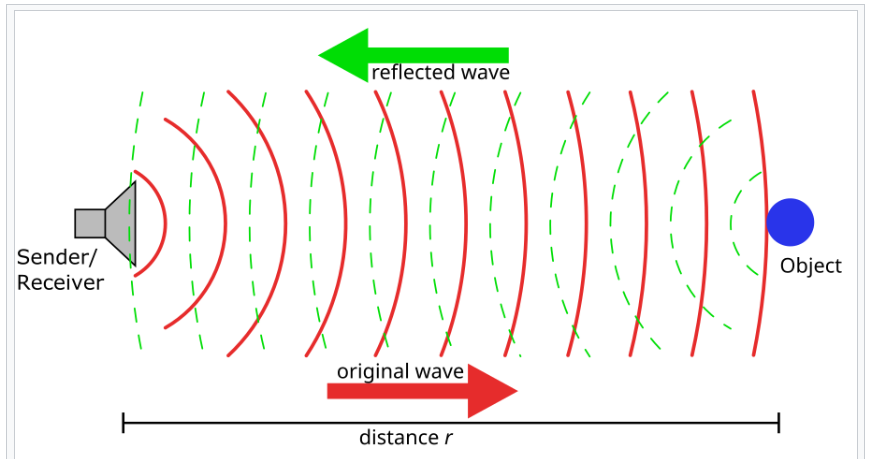 reflected wave
Sender/
Receiver
Object
original wave
distance r